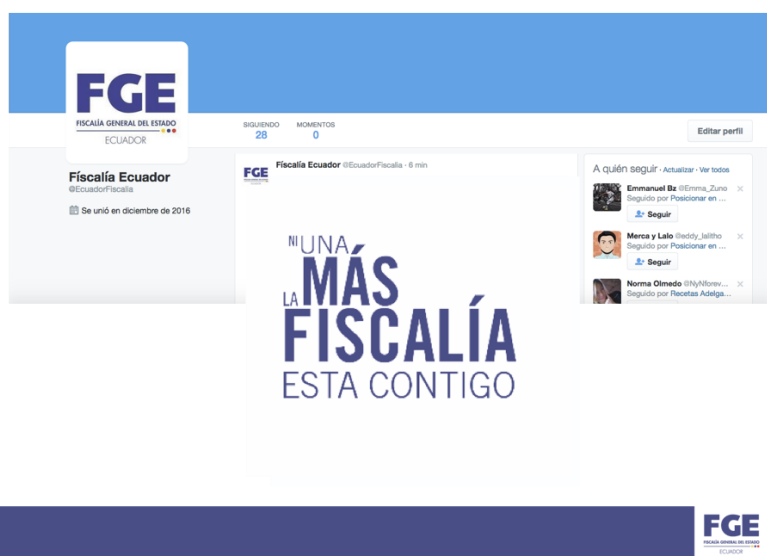 FGE
FISCALÍA GENERAL DEL ESTADO
ECUADOR
SIGUIENDO
28
MOMENTOS
0
Editar perfil
Físcalía Ecuador
@EcuadorFiscalia
Se unió en diciembre de 2016
FGE
Físcalía Ecuador @EcuadorFiscalia · 6 min
NI UNA
MÁS
LA
FISCALÍA
ESTA CONTIGO
A quién seguir · Actualizar · Ver todos
Emmanuel Bz @Emma_Zuno
Seguido por Posicionar en ...
Seguir
Merca y Lalo @eddy_lalitho
Seguido por Posicionar en ...
Seguir
Norma Olmedo @NyNforev...
Seguido por Recetas Adelga...
FGE
FISCALÍA GENERAL DEL ESTADO
ECUADOR